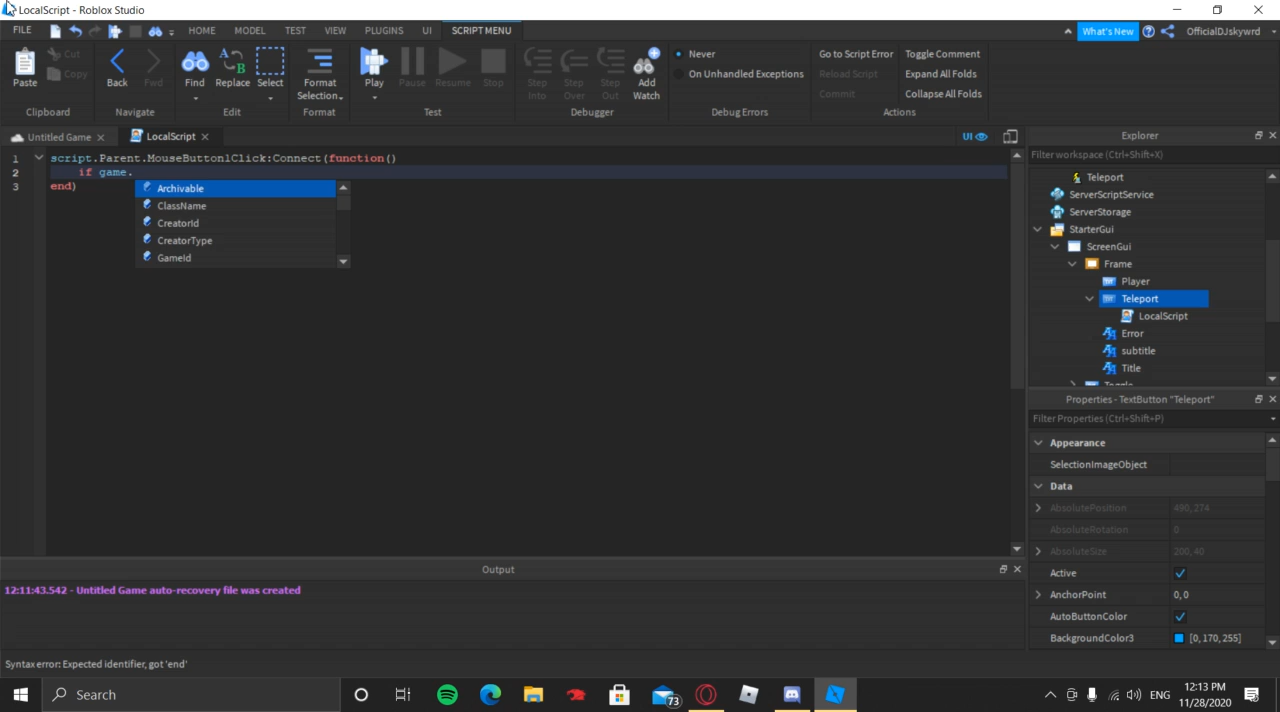 LocalScript - Roblox Studio
FILE HOME MODEL TEST VIEW PLUGINS UI SCRIPT MENU What's New OfficialDJskywrd
Paste Cut Copy Back Fwd Find Replace Select Format Selection Play Pause Resume Stop Step Into Step Over Step Out Add Watch Never On Unhandled Exceptions Go to Script Error Reload Script Commit Toggle Comment Expand All Folds Collapse All Folds
Clipboard Navigate Edit Format Test Debugger Debug Errors Actions
Untitled Game LocalScript UI Explorer
1 script.Parent.MouseButton1Click:Connect(function()
2 if game.
3 end)
Archivable
ClassName
CreatorId
CreatorType
GameId
Filter workspace (Ctrl+Shift+X)
Teleport
ServerScriptService
ServerStorage
StarterGui
ScreenGui
Frame
Player
Teleport
LocalScript
Error
subtitle
Title
Properties - TextButton "Teleport"
Filter Properties (Ctrl+Shift+P)
Appearance
SelectionImageObject
Data
AbsolutePosition 490, 274
AbsoluteRotation 0
AbsoluteSize 200, 40
Active
AnchorPoint 0, 0
AutoButtonColor
BackgroundColor3 [0, 170, 255]
Output
12:11:43.542 - Untitled Game auto-recovery file was created
Syntax error: Expected identifier, got 'end'
Search 73 ENG 12:13 PM
11/28/2020